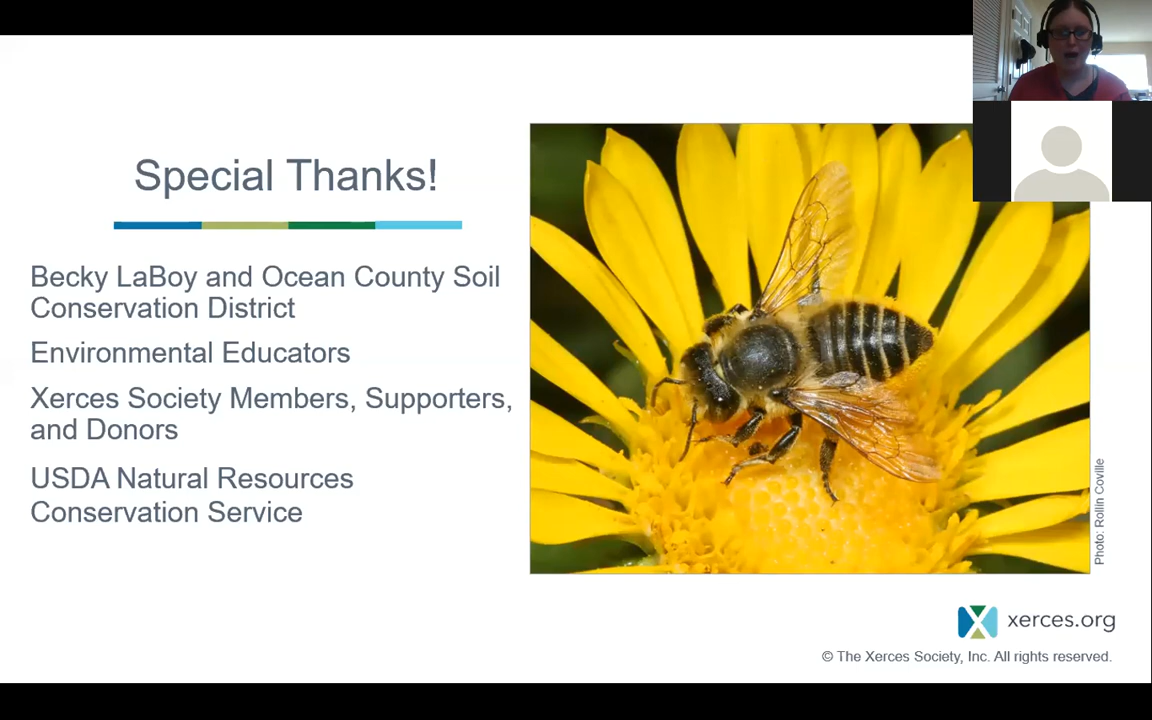 Special Thanks!
Becky LaBoy and Ocean County Soil
Conservation District
Environmental Educators
Xerces Society Members, Supporters,
and Donors
USDA Natural Resources
Conservation Service
Photo: Rollin Coville
xerces.org
© The Xerces Society, Inc. All rights reserved.